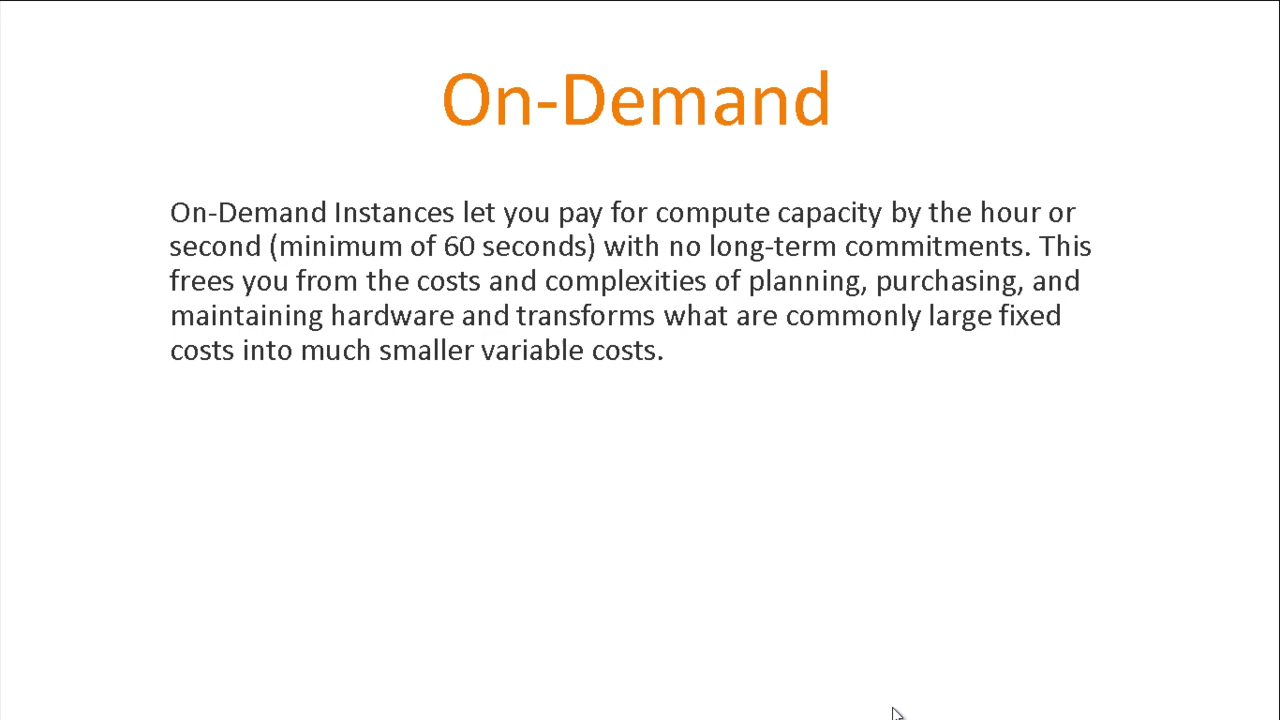 On-Demand
On-Demand Instances let you pay for compute capacity by the hour or
second (minimum of 60 seconds) with no long-term commitments. This
frees you from the costs and complexities of planning, purchasing, and
maintaining hardware and transforms what are commonly large fixed
costs into much smaller variable costs.